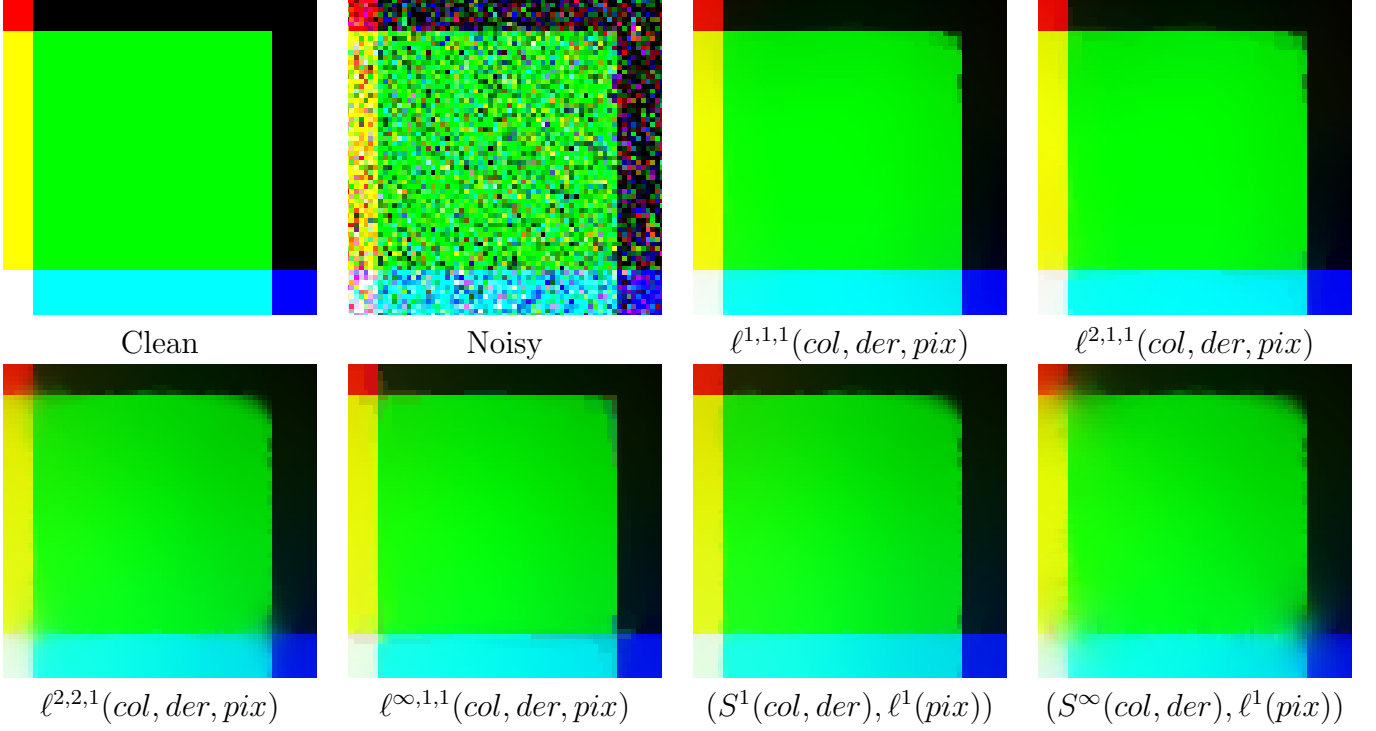 Clean Noisy ℓ^{1,1,1}(col, der, pix) ℓ^{2,1,1}(col, der, pix)
ℓ^{2,2,1}(col, der, pix) ℓ^{∞,1,1}(col, der, pix) (S^1(col, der), ℓ^1(pix)) (S^∞(col, der), ℓ^1(pix))